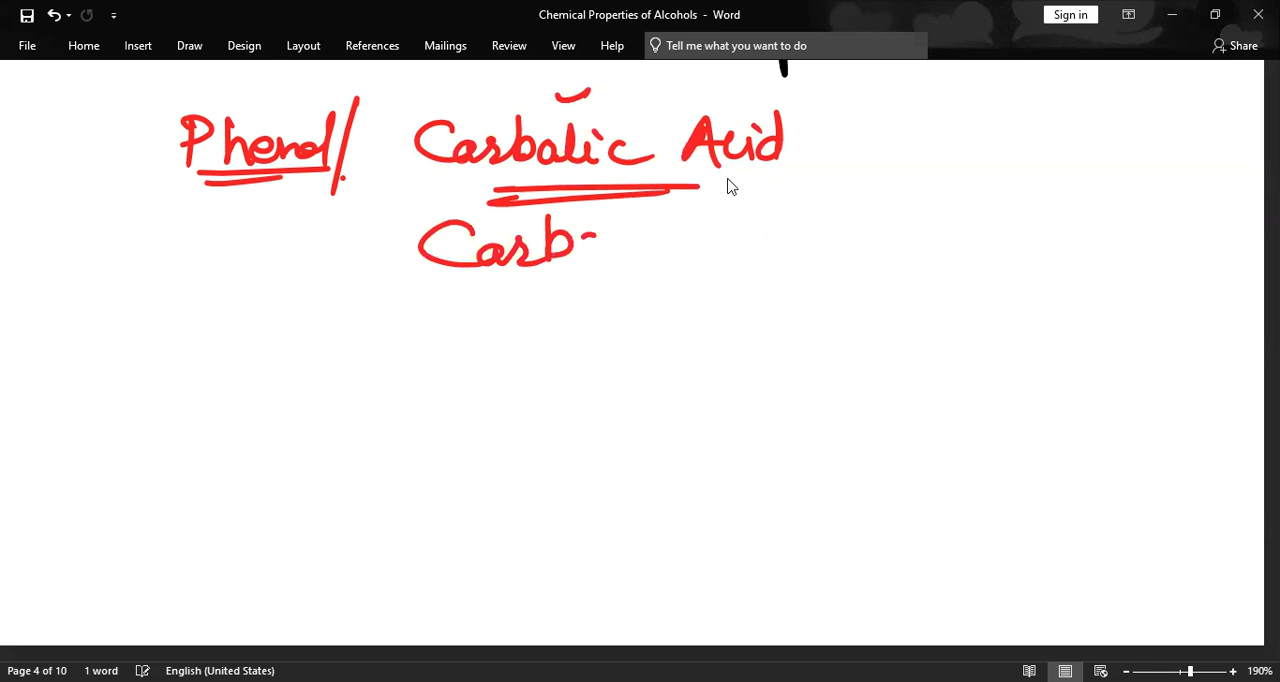 Chemical Properties of Alcohols - Word
Sign in
File Home Insert Draw Design Layout References Mailings Review View Help Tell me what you want to do Share
Phenol/ Carbalic Acid
Carb-
Page 4 of 10 1 word English (United States) 190%